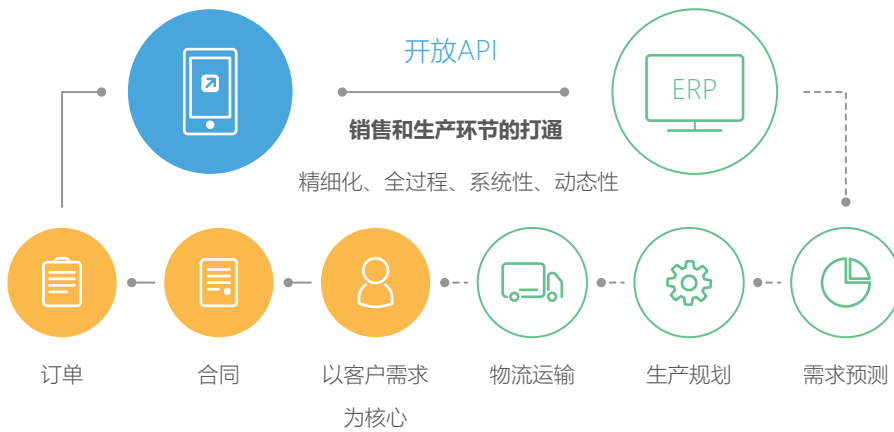 开放API
ERP
销售和生产环节的打通
精细化、全过程、系统性、动态性
订单
合同
以客户需求
为核心
物流运输
生产规划
需求预测